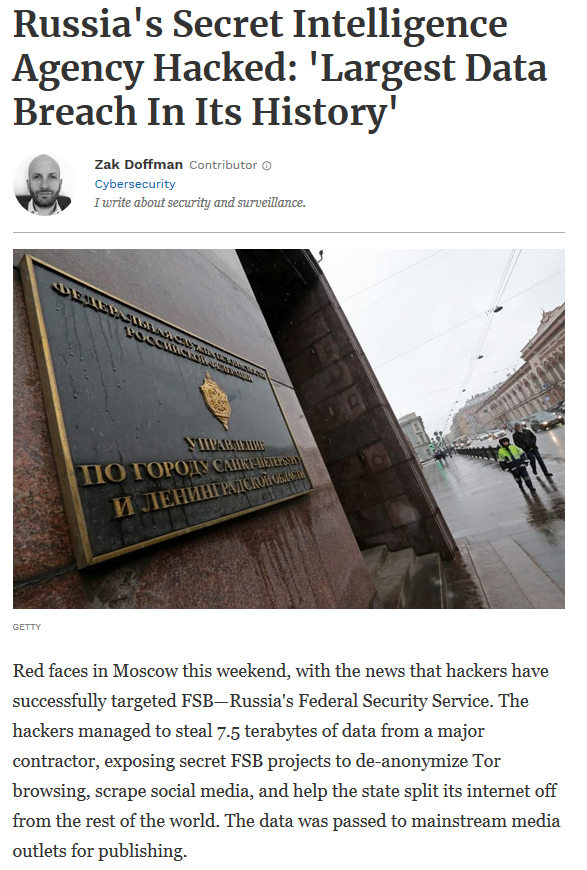 Russia's Secret Intelligence
Agency Hacked: 'Largest Data
Breach In Its History'
Zak Doffman Contributor
Cybersecurity
I write about security and surveillance.
ФЕДЕРАЛЬНАЯ СЛУЖБА БЕЗОПАСНОСТИ
РОССИЙСКОЙ ФЕДЕРАЦИИ
УПРАВЛЕНИЕ
ПО ГОРОДУ САНКТ-ПЕТЕРБУРГУ
И ЛЕНИНГРАДСКОЙ ОБЛАСТИ
GETTY
Red faces in Moscow this weekend, with the news that hackers have
successfully targeted FSB—Russia's Federal Security Service. The
hackers managed to steal 7.5 terabytes of data from a major
contractor, exposing secret FSB projects to de-anonymize Tor
browsing, scrape social media, and help the state split its internet off
from the rest of the world. The data was passed to mainstream media
outlets for publishing.